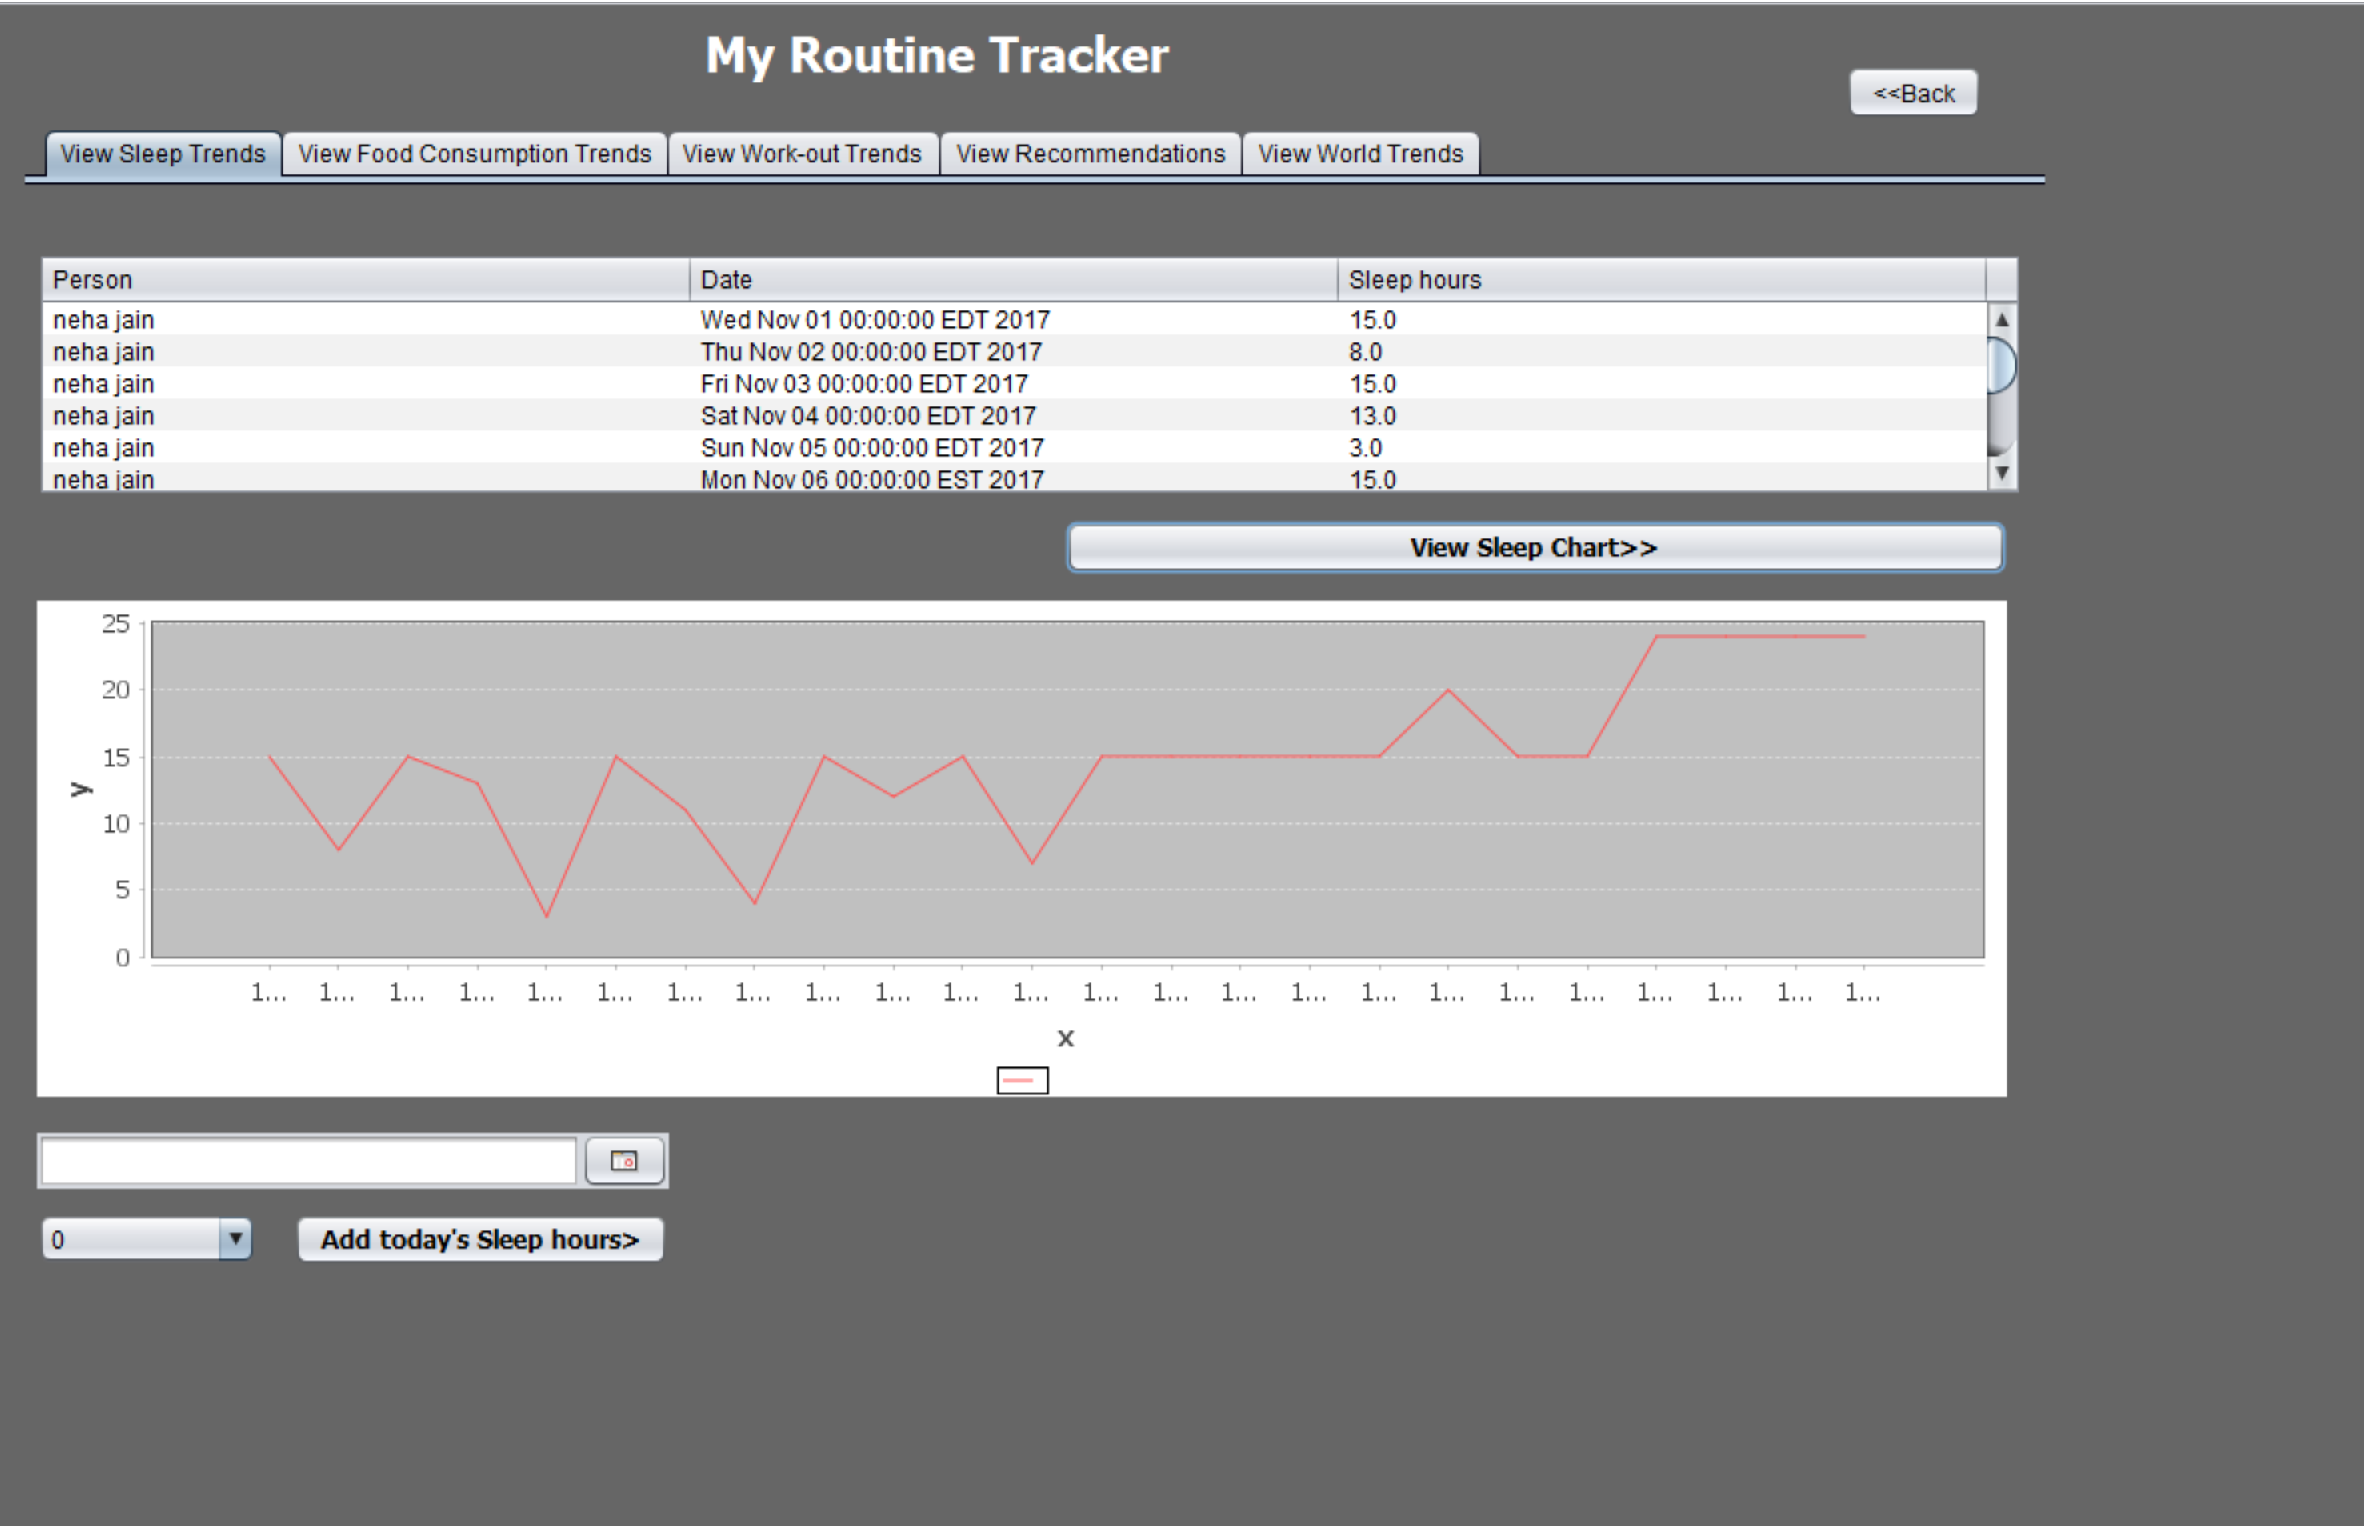 My Routine Tracker
<<Back
View Sleep Trends View Food Consumption Trends View Work-out Trends View Recommendations View World Trends
Person Date Sleep hours
neha jain Wed Nov 01 00:00:00 EDT 2017 15.0
neha jain Thu Nov 02 00:00:00 EDT 2017 8.0
neha jain Fri Nov 03 00:00:00 EDT 2017 15.0
neha jain Sat Nov 04 00:00:00 EDT 2017 13.0
neha jain Sun Nov 05 00:00:00 EDT 2017 3.0
neha jain Mon Nov 06 00:00:00 EST 2017 15.0
View Sleep Chart>>
25
20
15
y
10
5
0
1... 1... 1... 1... 1... 1... 1... 1... 1... 1... 1... 1... 1... 1... 1... 1... 1... 1... 1... 1... 1... 1... 1... 1...
x
0 Add today's Sleep hours>